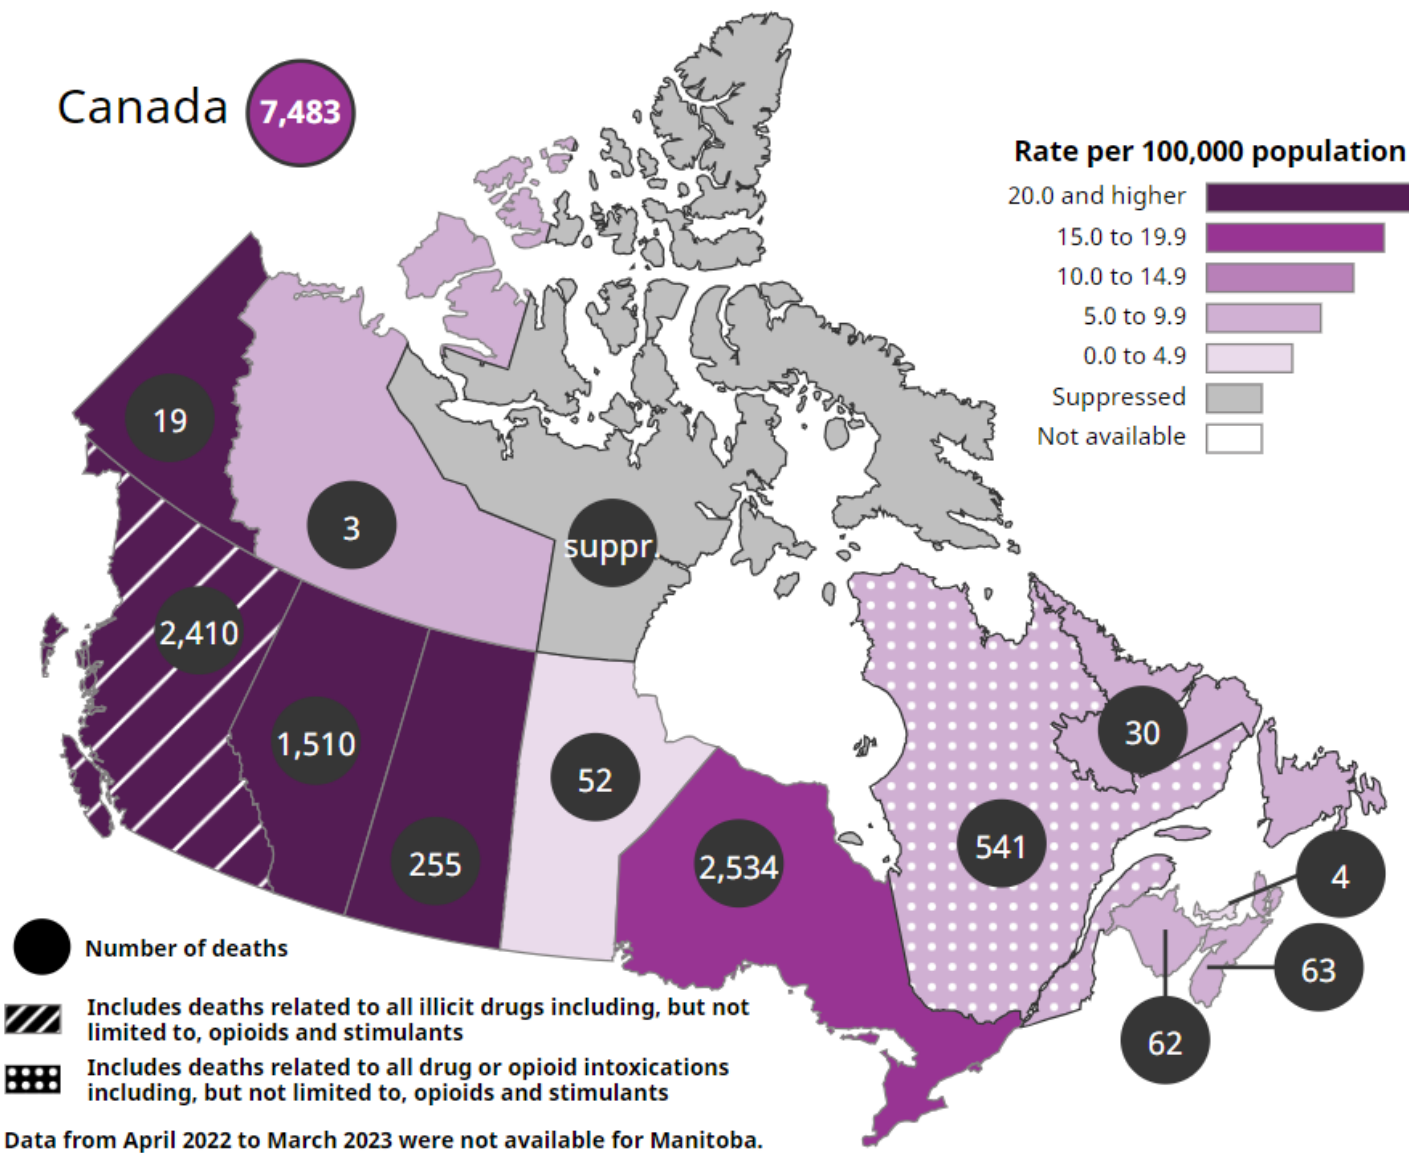 Canada 7,483
Rate per 100,000 population
20.0 and higher
15.0 to 19.9
10.0 to 14.9
5.0 to 9.9
0.0 to 4.9
Suppressed
Not available
19
3
suppr.
2,410
1,510
255
52
2,534
541
30
4
63
62
Number of deaths
Includes deaths related to all illicit drugs including, but not
limited to, opioids and stimulants
Includes deaths related to all drug or opioid intoxications
including, but not limited to, opioids and stimulants
Data from April 2022 to March 2023 were not available for Manitoba.